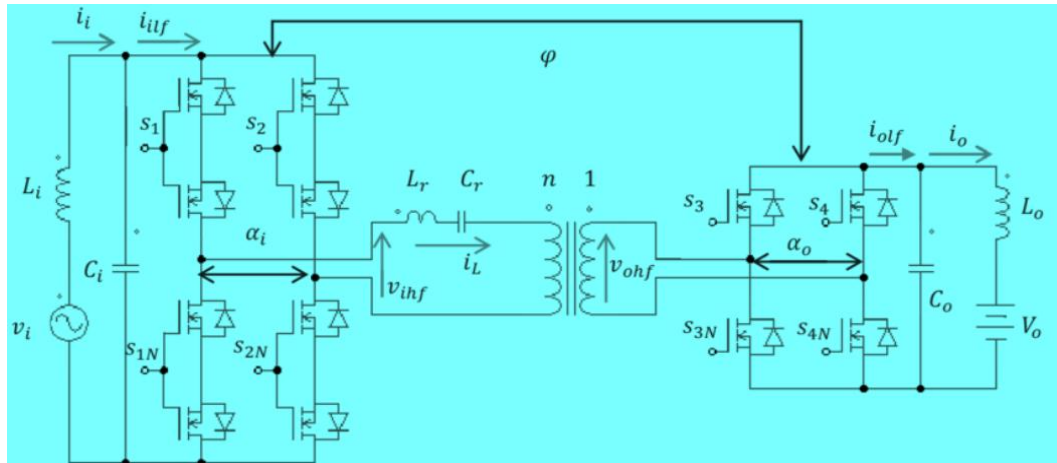 i_i i_ilf φ
s_1 s_2 i_olf i_o
L_i L_r C_r n 1 s_3 s_4 L_o
α_i α_o
C_i v_ihf i_L v_ohf C_o
v_i s_1N s_2N s_3N s_4N V_o